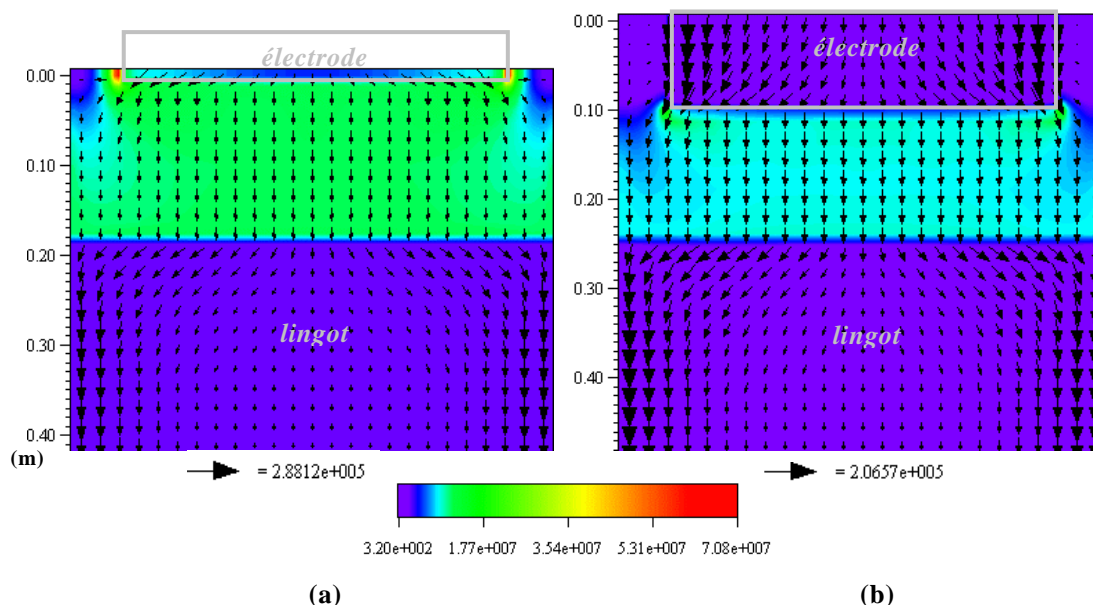 électrode
0.00
0.10
0.20
0.30
0.40
(m)
lingot
= 2.8812e+005
électrode
0.00
0.10
0.20
0.30
0.40
lingot
= 2.0657e+005
3.20e+002 1.77e+007 3.54e+007 5.31e+007 7.08e+007
(a) (b)